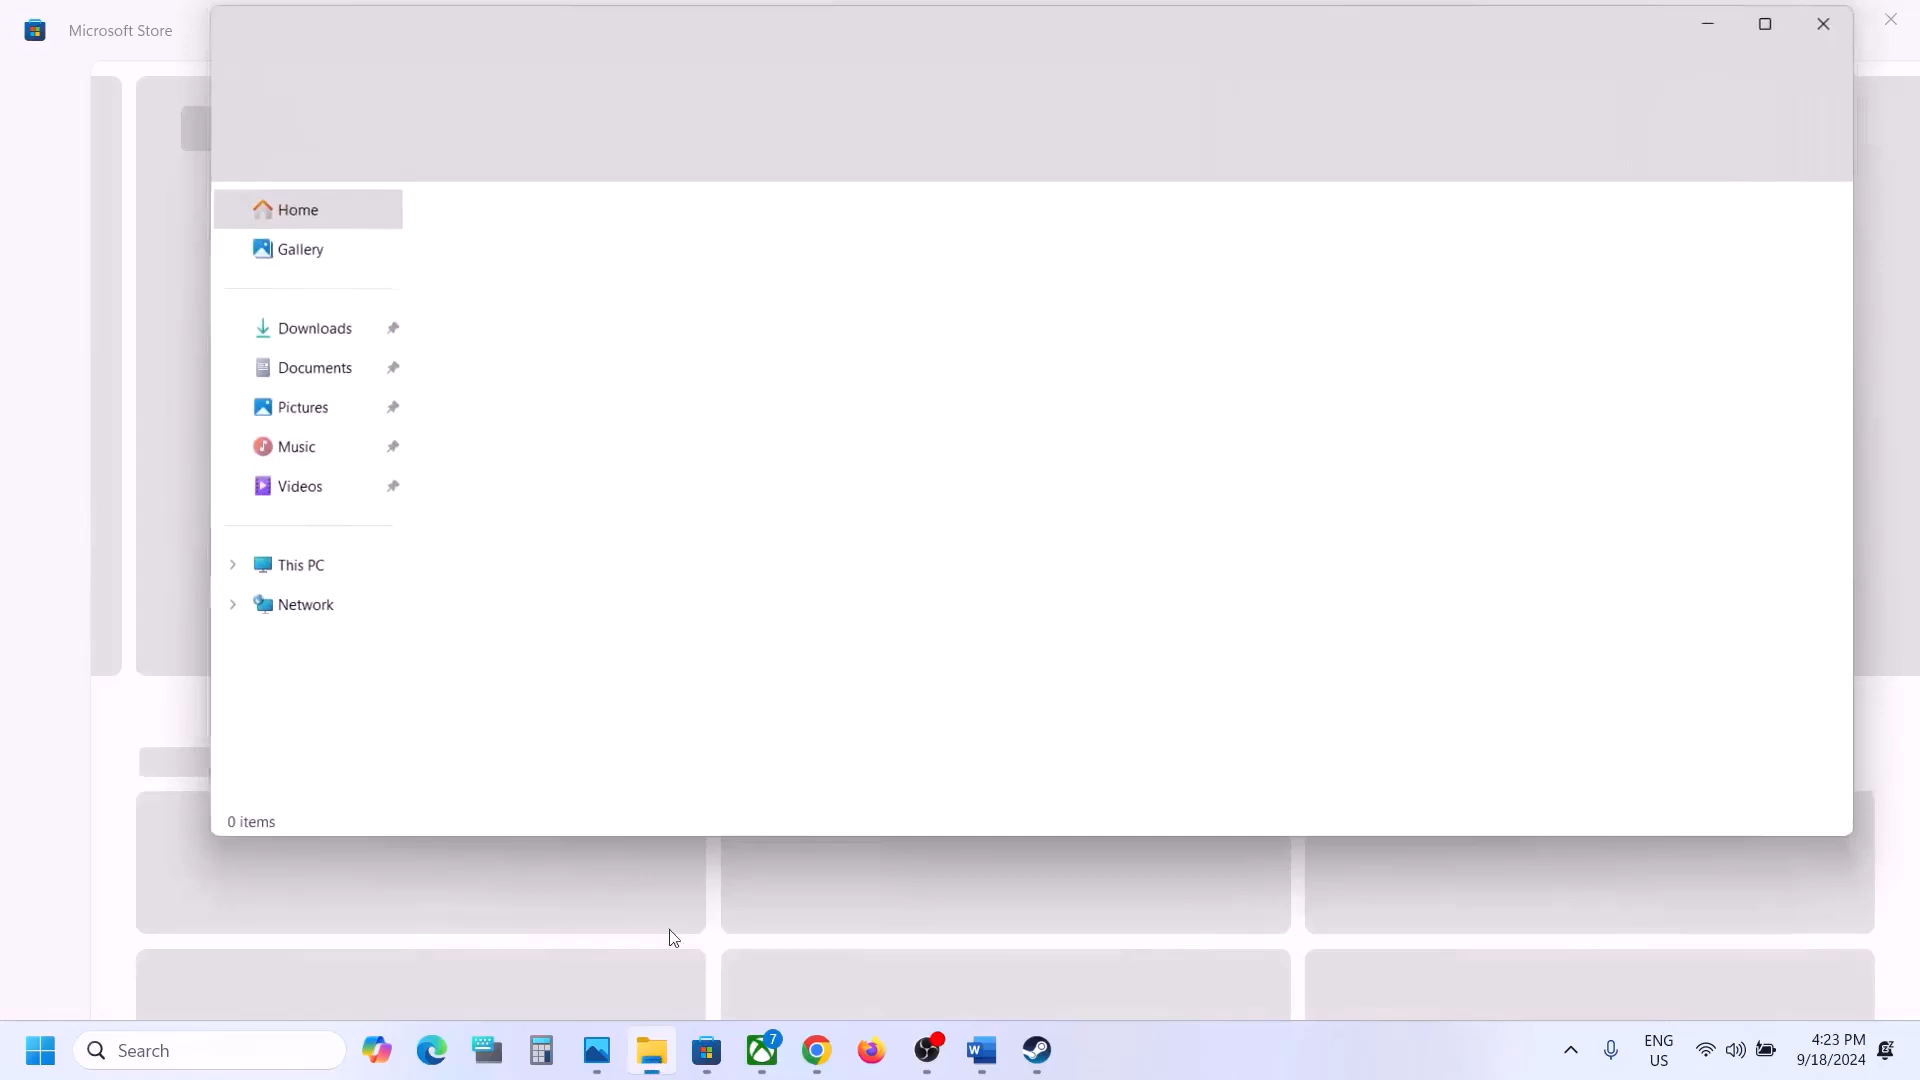 Microsoft Store
Home
Gallery
Downloads
Documents
Pictures
Music
Videos
This PC
Network
0 items
Search
7
ENG
US
4:23 PM
9/18/2024